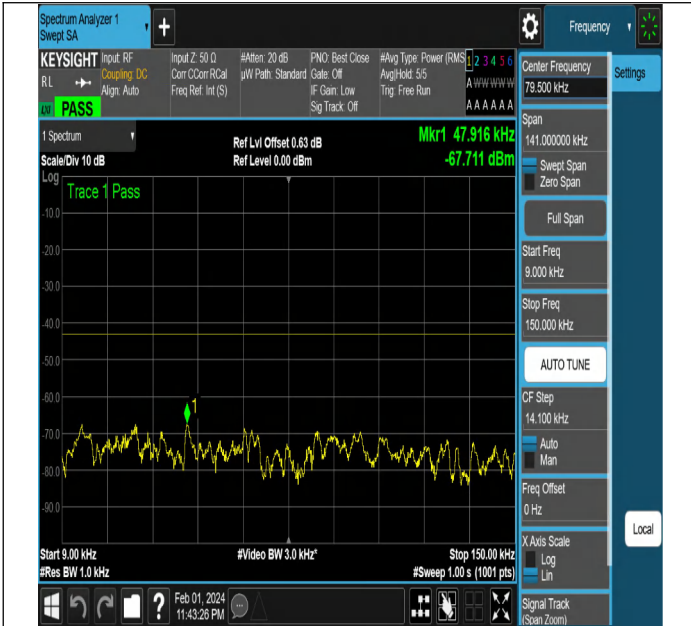 Spectrum Analyzer 1
Swept SA
+
Frequency
KEYSIGHT
RL
LXI
PASS
Input: RF
Coupling: DC
Align: Auto
Input Z: 50 Ω
Corr CCorr RCal
Freq Ref: Int (S)
#Atten: 20 dB
µW Path: Standard
PNO: Best Close
Gate: Off
IF Gain: Low
Sig Track: Off
#Avg Type: Power (RMS
Avg|Hold: 5/5
Trig: Free Run
1 2 3 4 5 6
A W W W W W
A A A A A A
1 Spectrum
Scale/Div 10 dB
Ref Lvl Offset 0.63 dB
Ref Level 0.00 dBm
Mkr1 47.916 kHz
-67.711 dBm
Log
Trace 1 Pass
-10.0
-20.0
-30.0
-40.0
-50.0
-60.0
-70.0
-80.0
-90.0
1
Start 9.00 kHz
#Res BW 1.0 kHz
#Video BW 3.0 kHz*
Stop 150.00 kHz
#Sweep 1.00 s (1001 pts)
?
Feb 01, 2024
11:43:26 PM
Center Frequency
79.500 kHz
Settings
Span
141.000000 kHz
Swept Span
Zero Span
Full Span
Start Freq
9.000 kHz
Stop Freq
150.000 kHz
AUTO TUNE
CF Step
14.100 kHz
Auto
Man
Freq Offset
0 Hz
X Axis Scale
Log
Lin
Local
Signal Track
(Span Zoom)